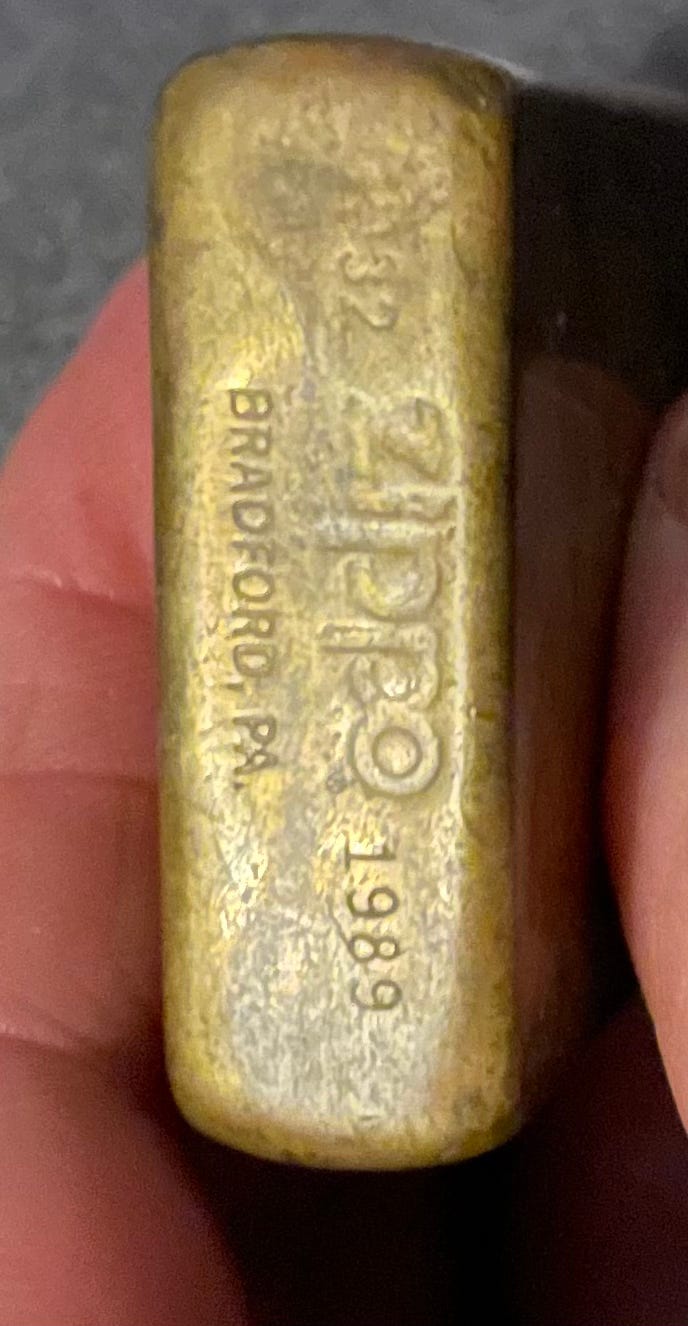 32 Zippo® 1989
BRADFORD, PA.